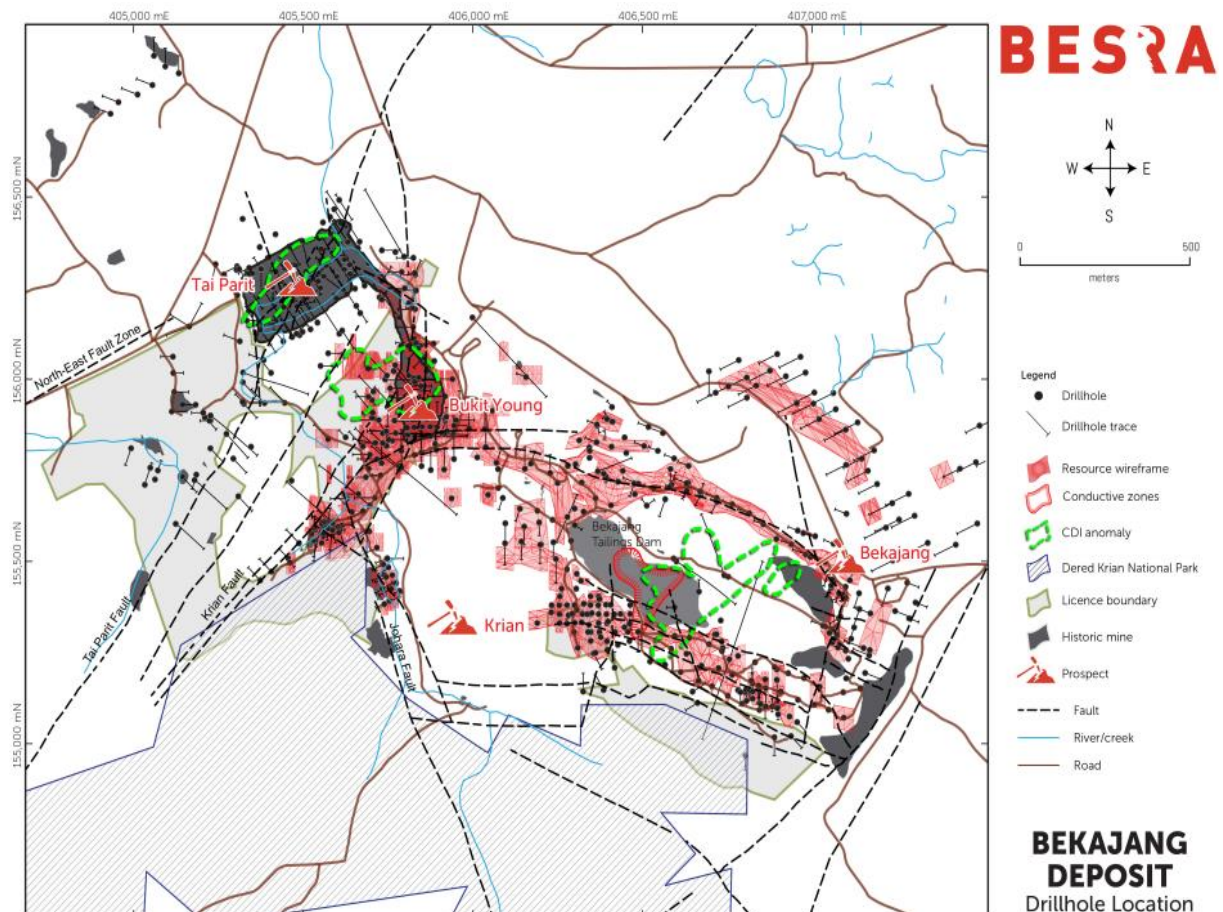 405,000 mE
405,500 mE
406,000 mE
406,500 mE
407,000 mE
156,500 mN
156,000 mN
155,500 mN
155,000 mN
Tai Parit
North-East Fault Zone
Bukit Young
Bekajang
Tailings Dam
Bekajang
Krian Fault
Krian
Tai Parit Fault
Johara Fault
BESRA
N
W
E
S
0
500
meters
Legend
Drillhole
Drillhole trace
Resource wireframe
Conductive zones
CDI anomaly
Dered Krian National Park
Licence boundary
Historic mine
Prospect
Fault
River/creek
Road
BEKAJANG
DEPOSIT
Drillhole Location